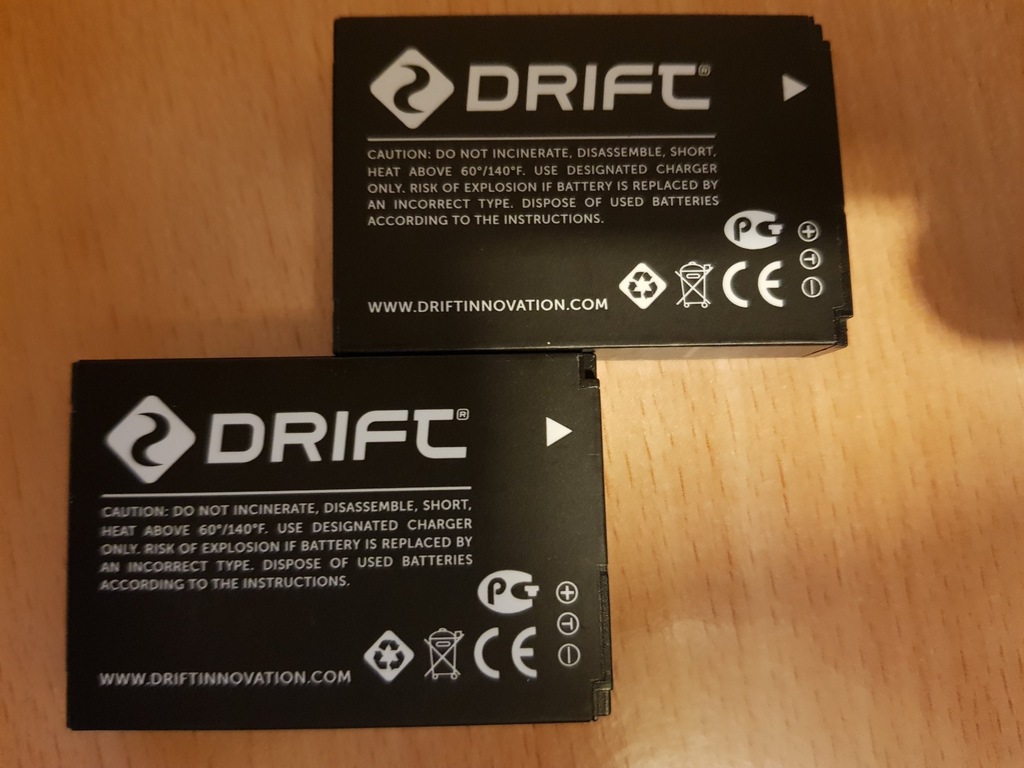 DRIFT®
CAUTION: DO NOT INCINERATE, DISASSEMBLE, SHORT,
HEAT ABOVE 60°/140°F. USE DESIGNATED CHARGER
ONLY. RISK OF EXPLOSION IF BATTERY IS REPLACED BY
AN INCORRECT TYPE. DISPOSE OF USED BATTERIES
ACCORDING TO THE INSTRUCTIONS.
РСТ +
T
WWW.DRIFTINNOVATION.COM CE −
DRIFT®
CAUTION: DO NOT INCINERATE, DISASSEMBLE, SHORT,
HEAT ABOVE 60°/140°F. USE DESIGNATED CHARGER
ONLY. RISK OF EXPLOSION IF BATTERY IS REPLACED BY
AN INCORRECT TYPE. DISPOSE OF USED BATTERIES
ACCORDING TO THE INSTRUCTIONS.
РСТ +
T
WWW.DRIFTINNOVATION.COM CE −